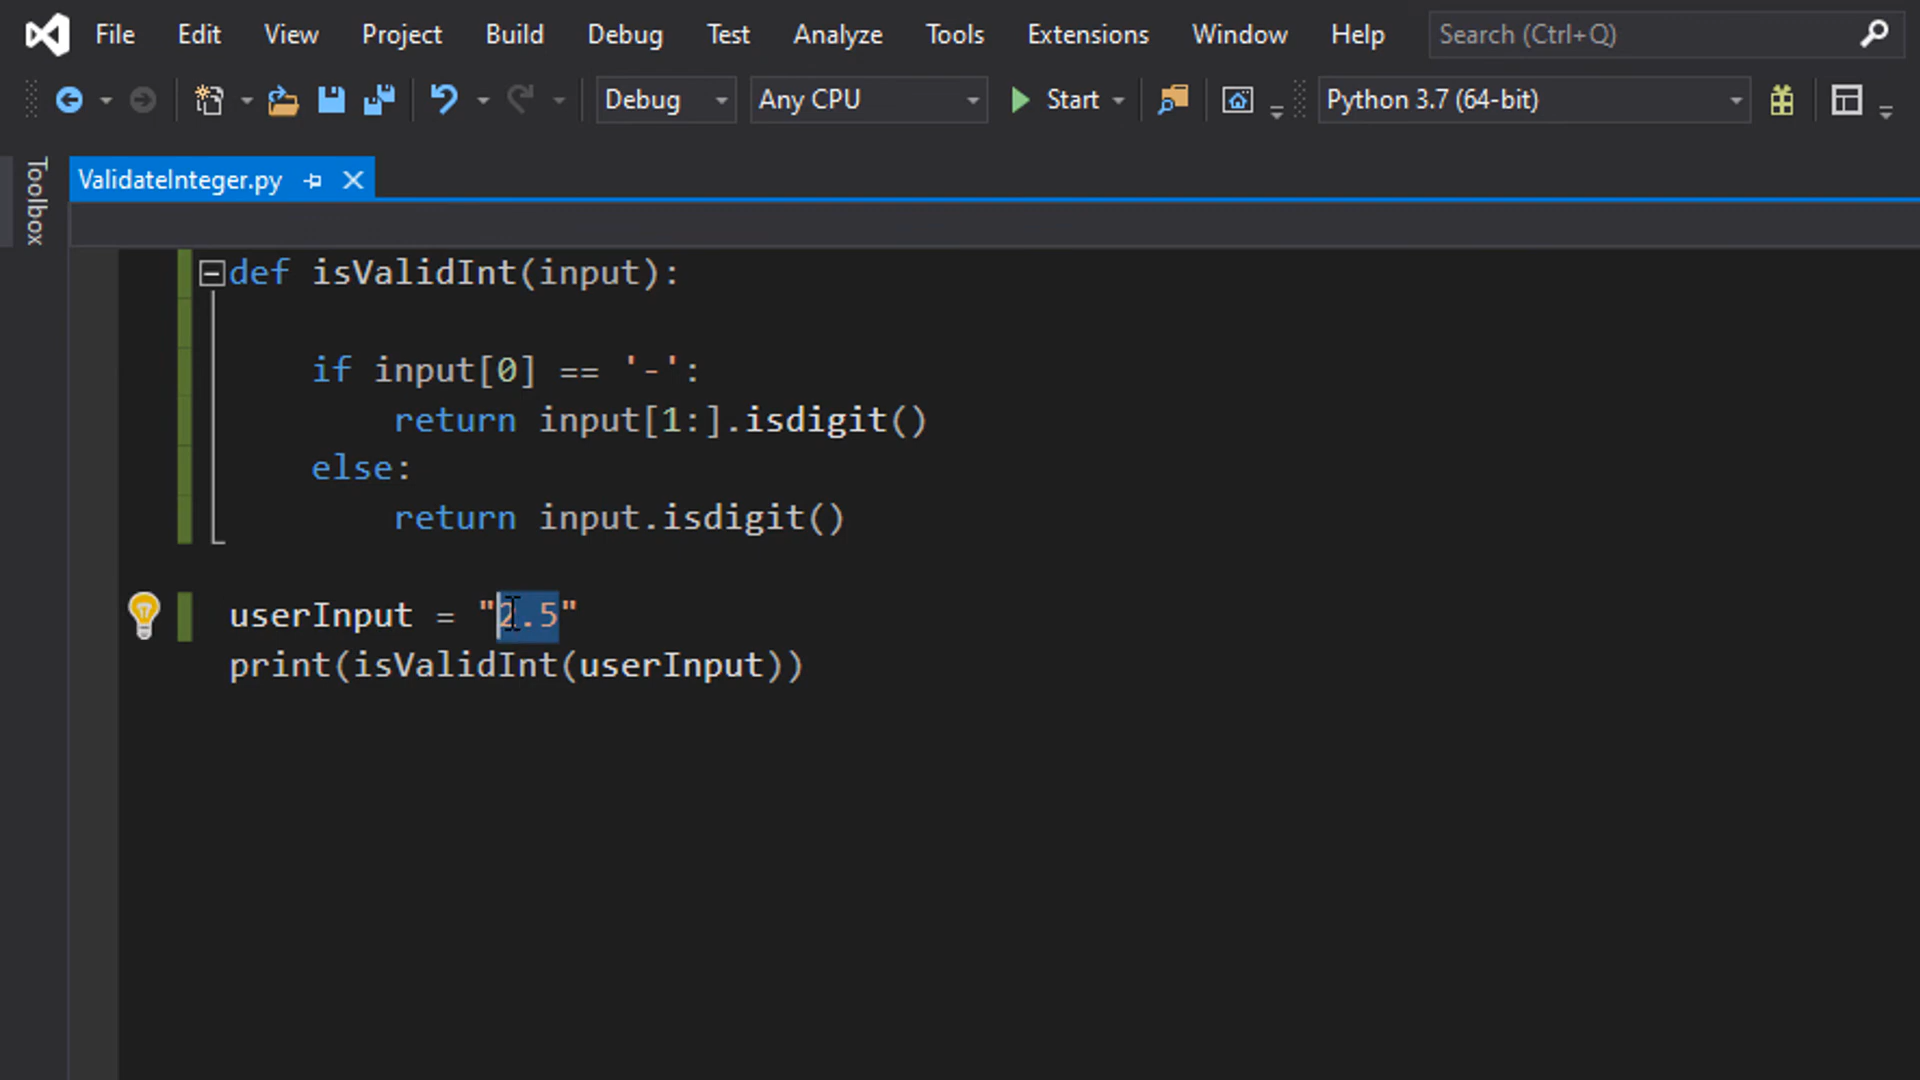 File Edit View Project Build Debug Test Analyze Tools Extensions Window Help Search (Ctrl+Q)
Debug Any CPU Start Python 3.7 (64-bit)
Toolbox
ValidateInteger.py
def isValidInt(input):
if input[0] == '-':
return input[1:].isdigit()
else:
return input.isdigit()
userInput = "2.5"
print(isValidInt(userInput))